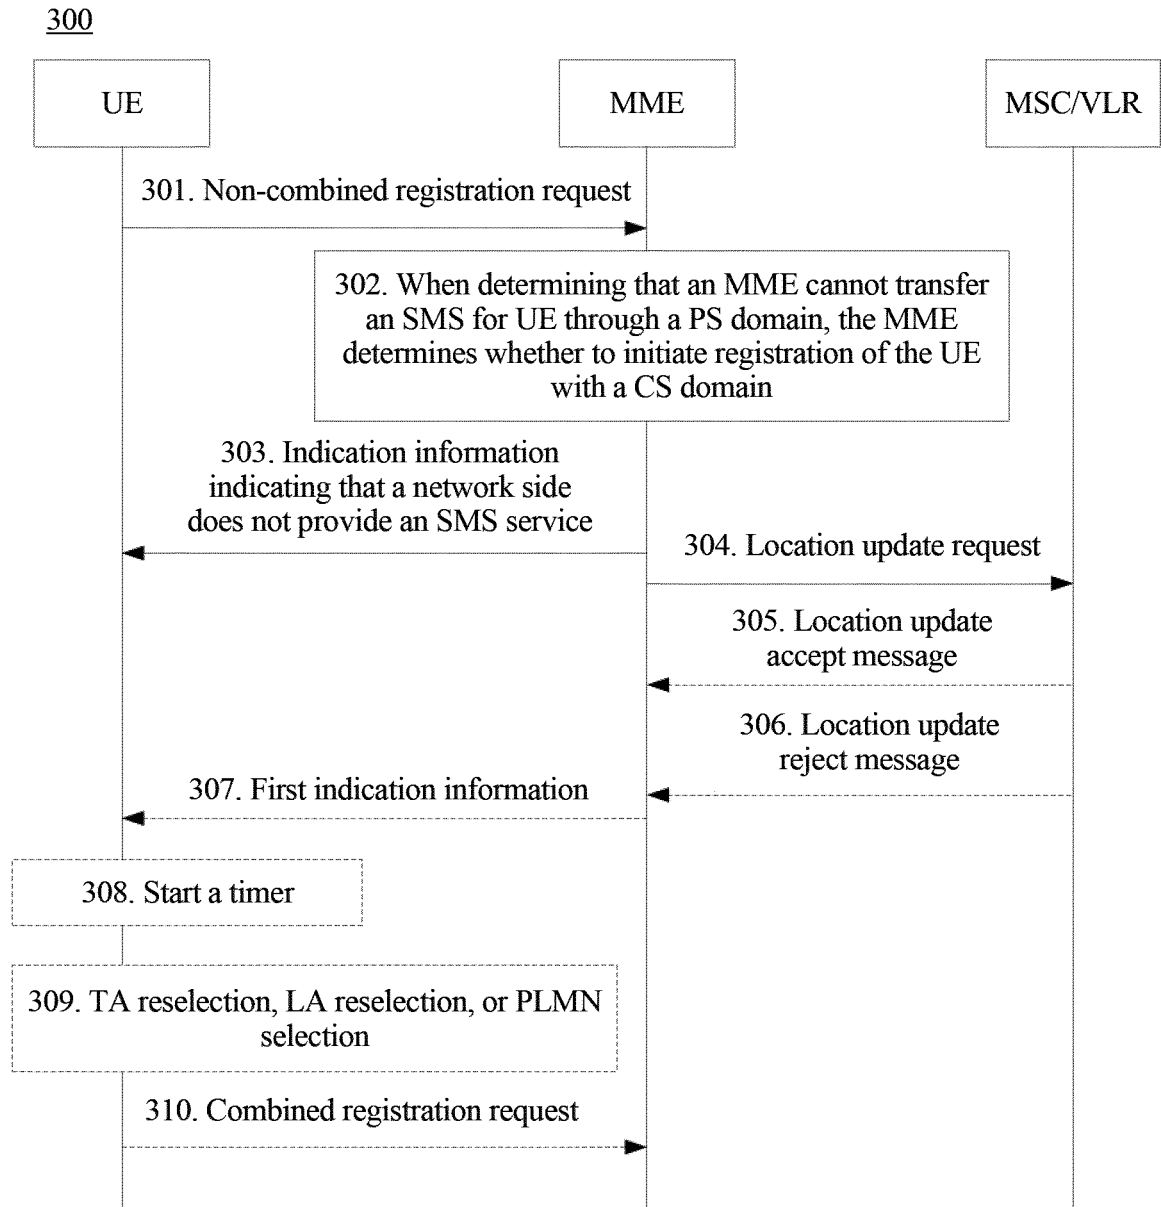 300
UE
MME
MSC/VLR
301. Non-combined registration request
302. When determining that an MME cannot transfer
an SMS for UE through a PS domain, the MME
determines whether to initiate registration of the UE
with a CS domain
303. Indication information
indicating that a network side
does not provide an SMS service
304. Location update request
305. Location update
accept message
306. Location update
reject message
307. First indication information
308. Start a timer
309. TA reselection, LA reselection, or PLMN
selection
310. Combined registration request